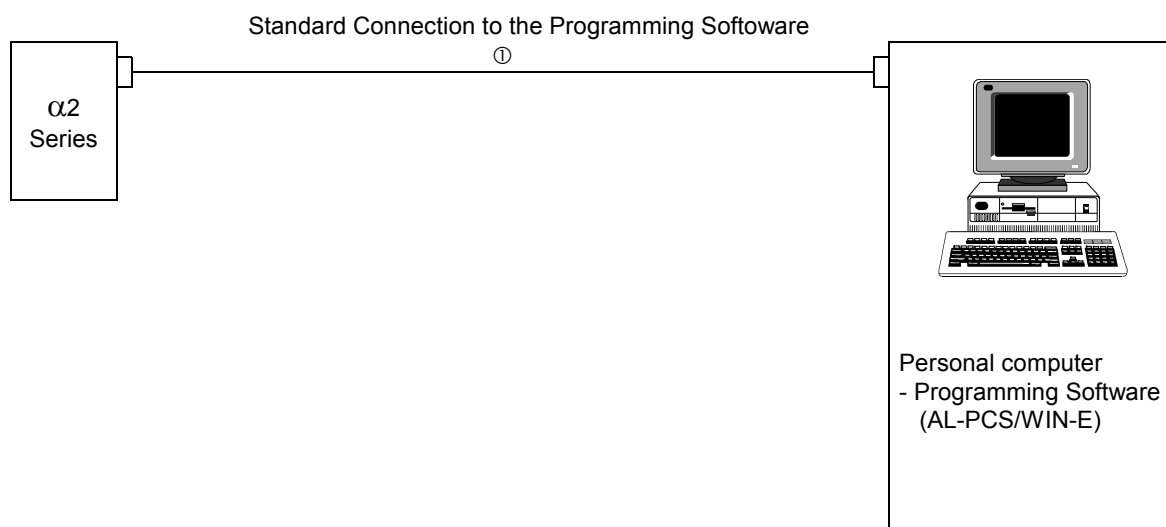 Standard Connection to the Programming Softoware
①
α2
Series
Personal computer
- Programming Software
(AL-PCS/WIN-E)